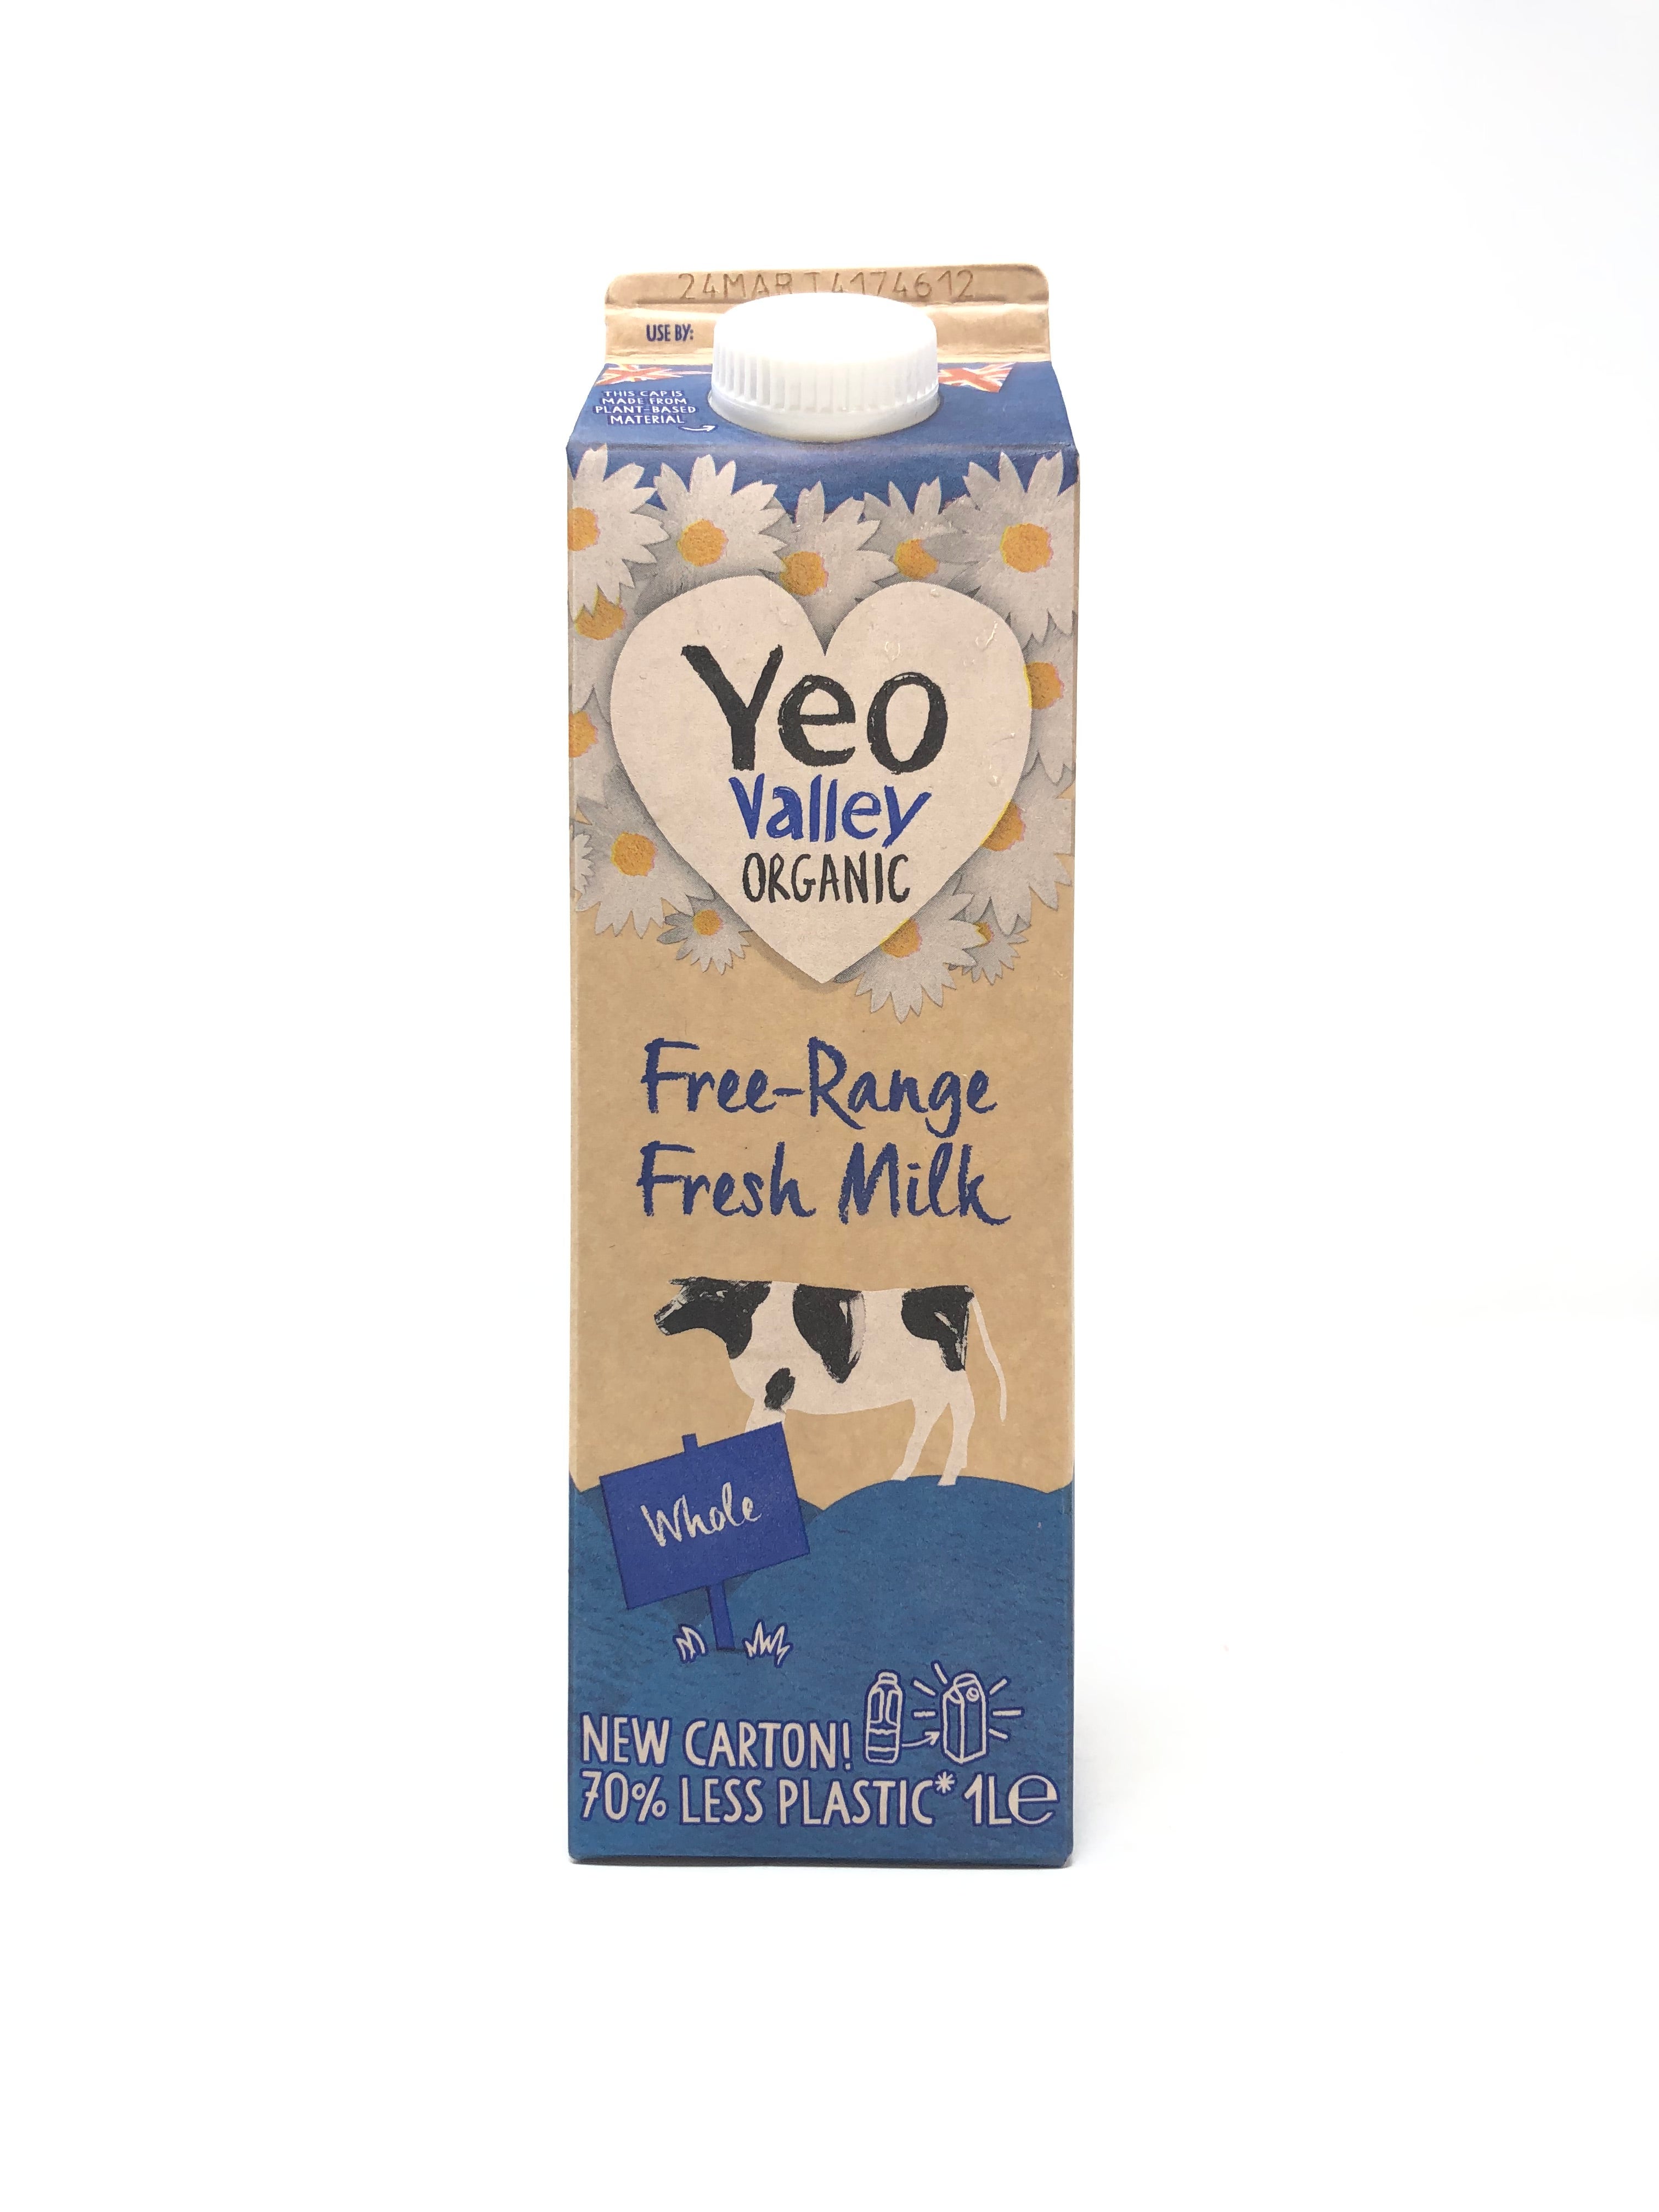 24MAR T4174612
USE BY:
THIS CAP IS
MADE FROM
PLANT-BASED
MATERIAL
Yeo
Valley
ORGANIC
Free-Range
Fresh Milk
Whole
NEW CARTON!
70% LESS PLASTIC* 1Le